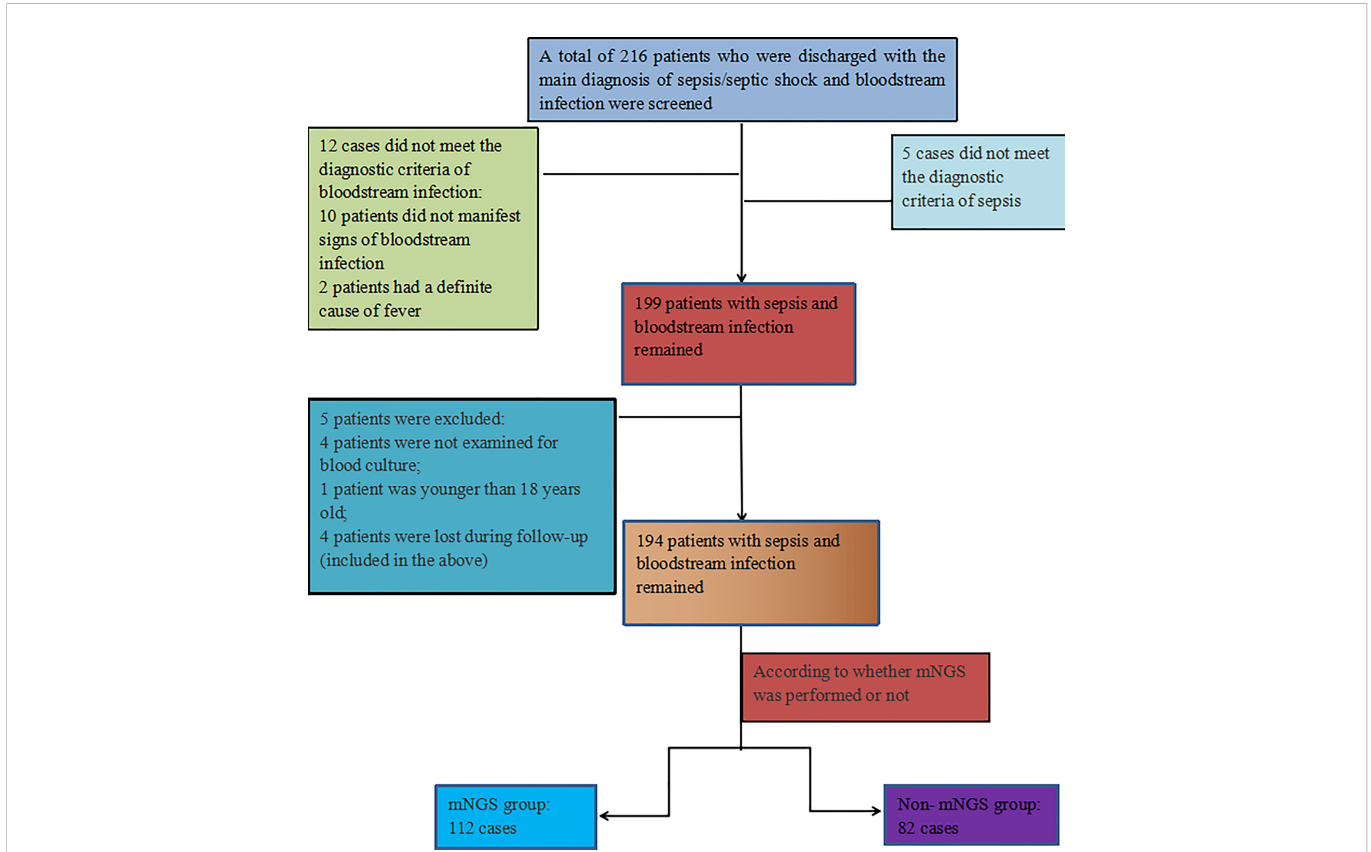 A total of 216 patients who were discharged with the
main diagnosis of sepsis/septic shock and bloodstream
infection were screened
12 cases did not meet the
diagnostic criteria of
bloodstream infection:
10 patients did not manifest
signs of bloodstream
infection
2 patients had a definite
cause of fever
5 cases did not meet
the diagnostic
criteria of sepsis
199 patients with sepsis and
bloodstream infection
remained
5 patients were excluded:
4 patients were not examined for
blood culture;
1 patient was younger than 18 years
old;
4 patients were lost during follow-up
(included in the above)
194 patients with sepsis and
bloodstream infection
remained
According to whether mNGS
was performed or not
mNGS group:
112 cases
Non- mNGS group:
82 cases